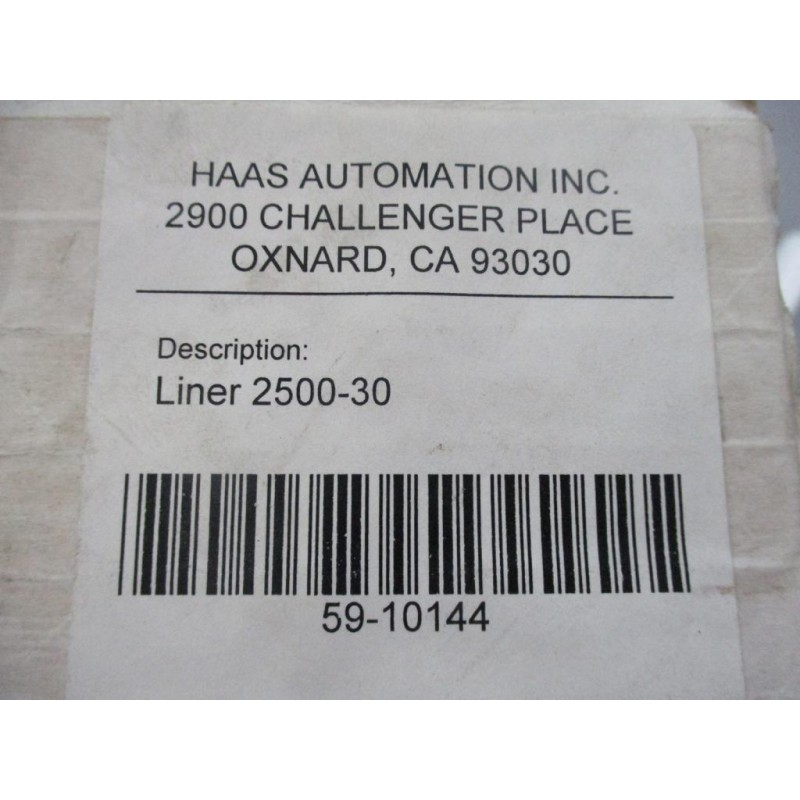 HAAS AUTOMATION INC.
2900 CHALLENGER PLACE
OXNARD, CA 93030
Description:
Liner 2500-30
59-10144